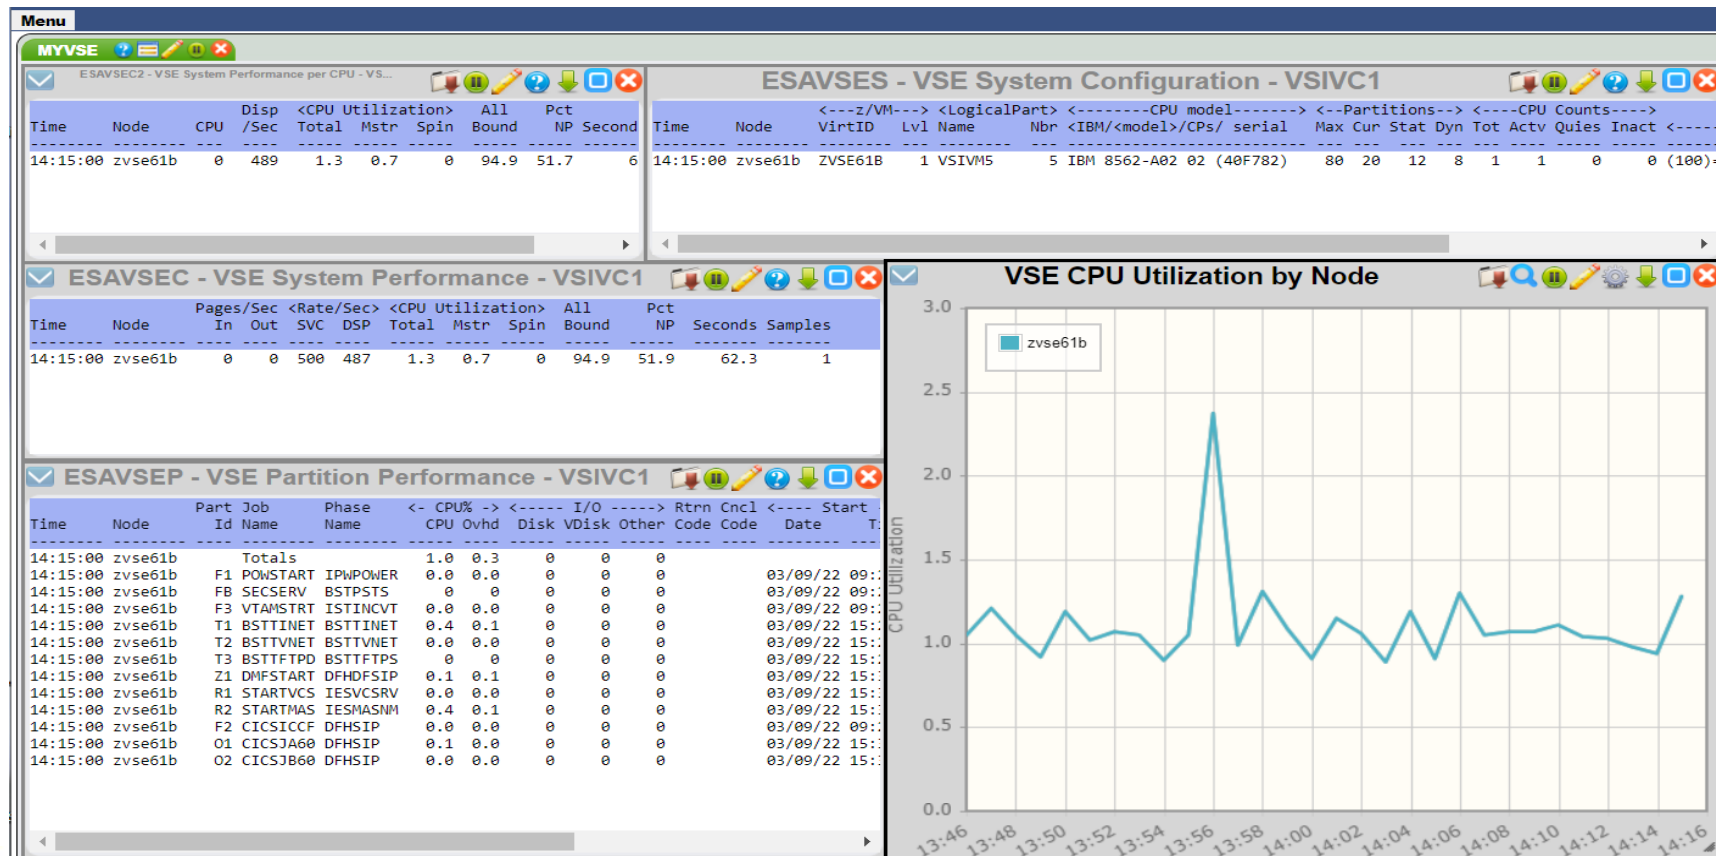 Menu
MYVSE
ESAVSEC2 - VSE System Performance per CPU - VS...
Disp <CPU Utilization> All Pct
Time Node CPU /Sec Total Mstr Spin Bound NP Second
-------- -------- --- ---- ----- ---- ---- ----- ---- ------
14:15:00 zvse61b 0 489 1.3 0.7 0 94.9 51.7 6
ESAVSES - VSE System Configuration - VSIVC1
<---z/VM---> <LogicalPart> <--------CPU model-------> <--Partitions--> <----CPU Counts---->
Time Node VirtID Lvl Name Nbr <IBM/<model>/CPs/ serial Max Cur Stat Dyn Tot Actv Quies Inact <-----
14:15:00 zvse61b ZVSE61B 1 VSIVM5 5 IBM 8562-A02 02 (40F782) 80 20 12 8 1 1 0 0 (100)=
ESAVSEC - VSE System Performance - VSIVC1
Pages/Sec <Rate/Sec> <CPU Utilization> All Pct
Time Node In Out SVC DSP Total Mstr Spin Bound NP Seconds Samples
14:15:00 zvse61b 0 0 500 487 1.3 0.7 0 94.9 51.9 62.3 1
ESAVSEP - VSE Partition Performance - VSIVC1
Part Job Phase <- CPU% -> <----- I/O -----> Rtrn Cncl <---- Start
Time Node Id Name Name CPU Ovhd Disk VDisk Other Code Code Date T
14:15:00 zvse61b Totals 1.0 0.3 0 0 0
14:15:00 zvse61b F1 POWSTART IPWPOWER 0.0 0.0 0 0 0 03/09/22 09:
14:15:00 zvse61b FB SECSERV BSTPSTS 0 0 0 0 0 03/09/22 09:
14:15:00 zvse61b F3 VTAMSTRT ISTINCVT 0.0 0.0 0 0 0 03/09/22 09:
14:15:00 zvse61b T1 BSTTINET BSTTINET 0.4 0.1 0 0 0 03/09/22 15:
14:15:00 zvse61b T2 BSTTVNET BSTTVNET 0.0 0.0 0 0 0 03/09/22 15:
14:15:00 zvse61b T3 BSTTFTPD BSTTFTPS 0 0 0 0 0 03/09/22 15:
14:15:00 zvse61b Z1 DMFSTART DFHDFSIP 0.1 0.1 0 0 0 03/09/22 15:
14:15:00 zvse61b R1 STARTVCS IESVCSRV 0.0 0.0 0 0 0 03/09/22 15:
14:15:00 zvse61b R2 STARTMAS IESMASNM 0.4 0.1 0 0 0 03/09/22 15:
14:15:00 zvse61b F2 CICSICCF DFHSIP 0.0 0.0 0 0 0 03/09/22 09:
14:15:00 zvse61b O1 CICSJA60 DFHSIP 0.1 0.0 0 0 0 03/09/22 15:
14:15:00 zvse61b O2 CICSJB60 DFHSIP 0.0 0.0 0 0 0 03/09/22 15:
VSE CPU Utilization by Node
zvse61b
CPU Utilization
3.0
2.5
2.0
1.5
1.0
0.5
0.0
13:46 13:48 13:50 13:52 13:54 13:56 13:58 14:00 14:02 14:04 14:06 14:08 14:10 14:12 14:14 14:16